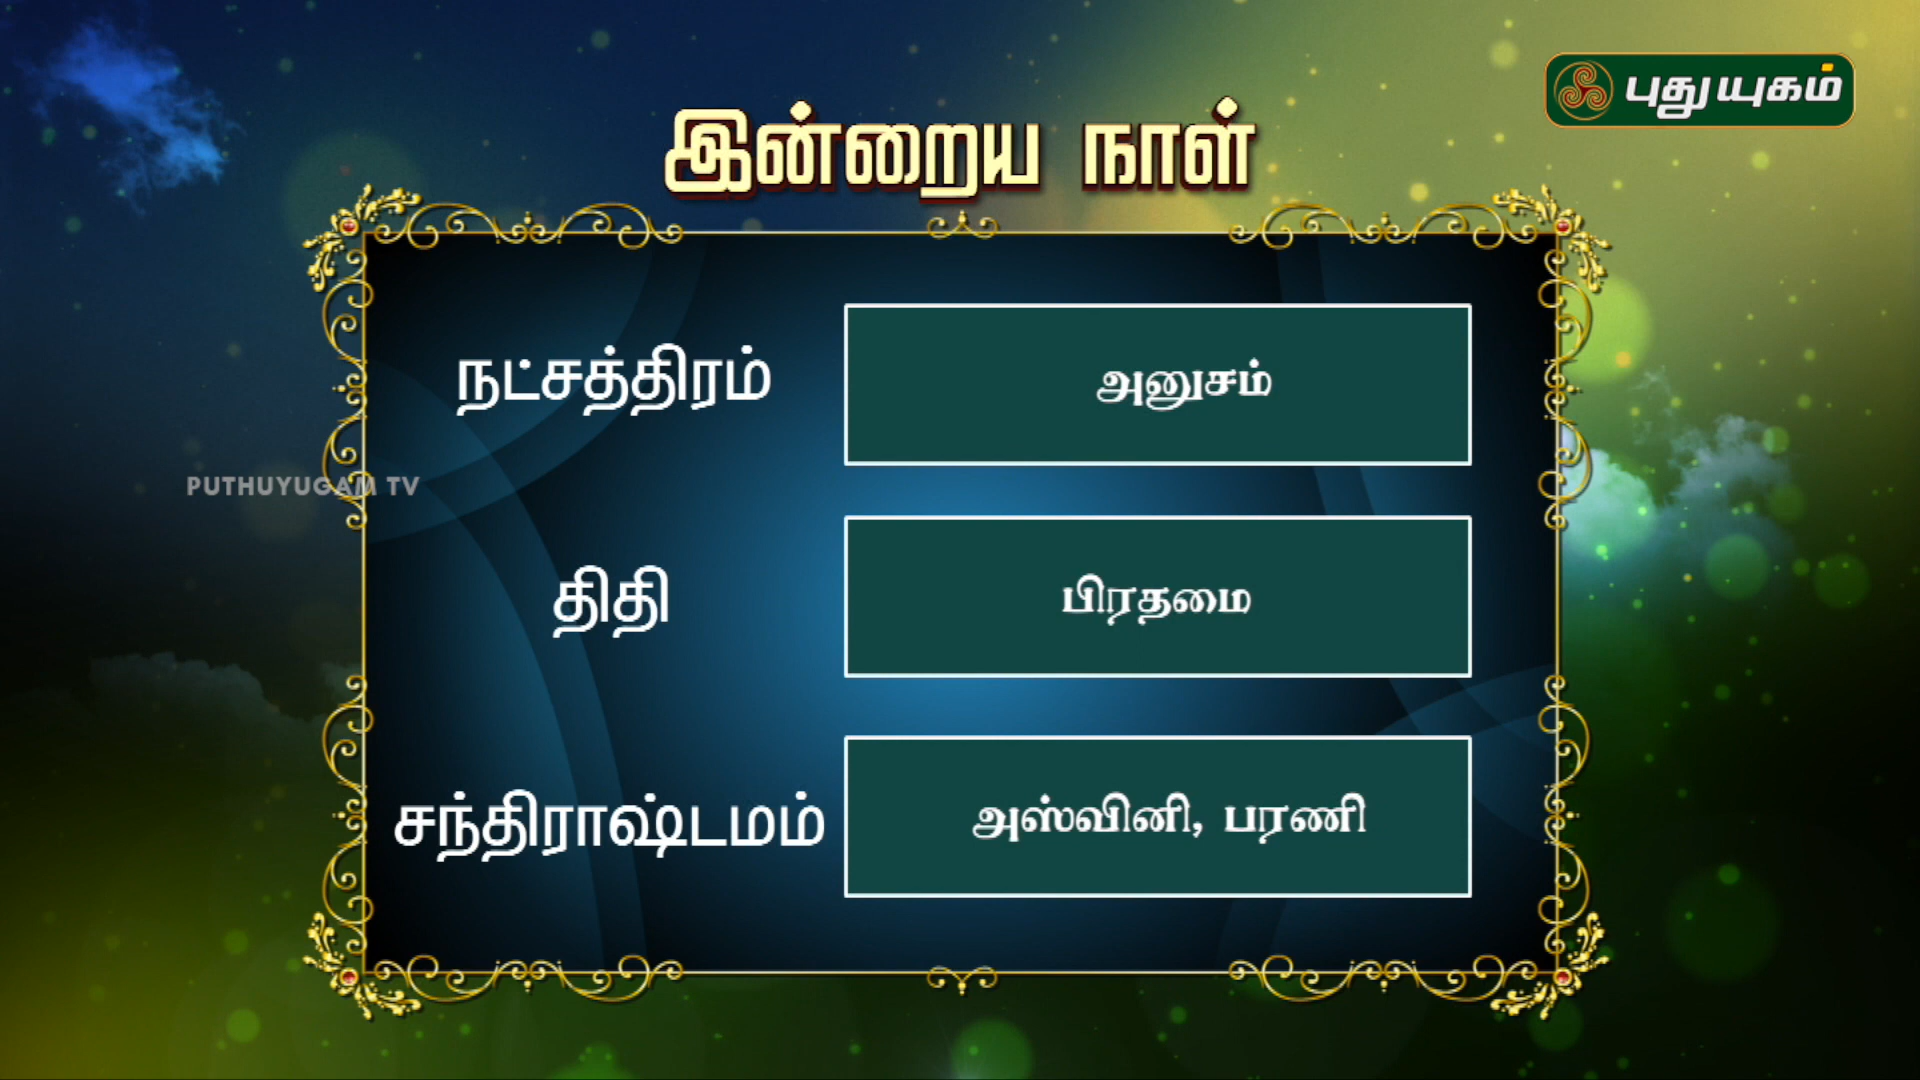 புதுயுகம்
இன்றைய நாள்
நட்சத்திரம் அனுசம்
PUTHUYUGAM TV
திதி பிரதமை
சந்திராஷ்டமம் அஸ்வினி, பரணி